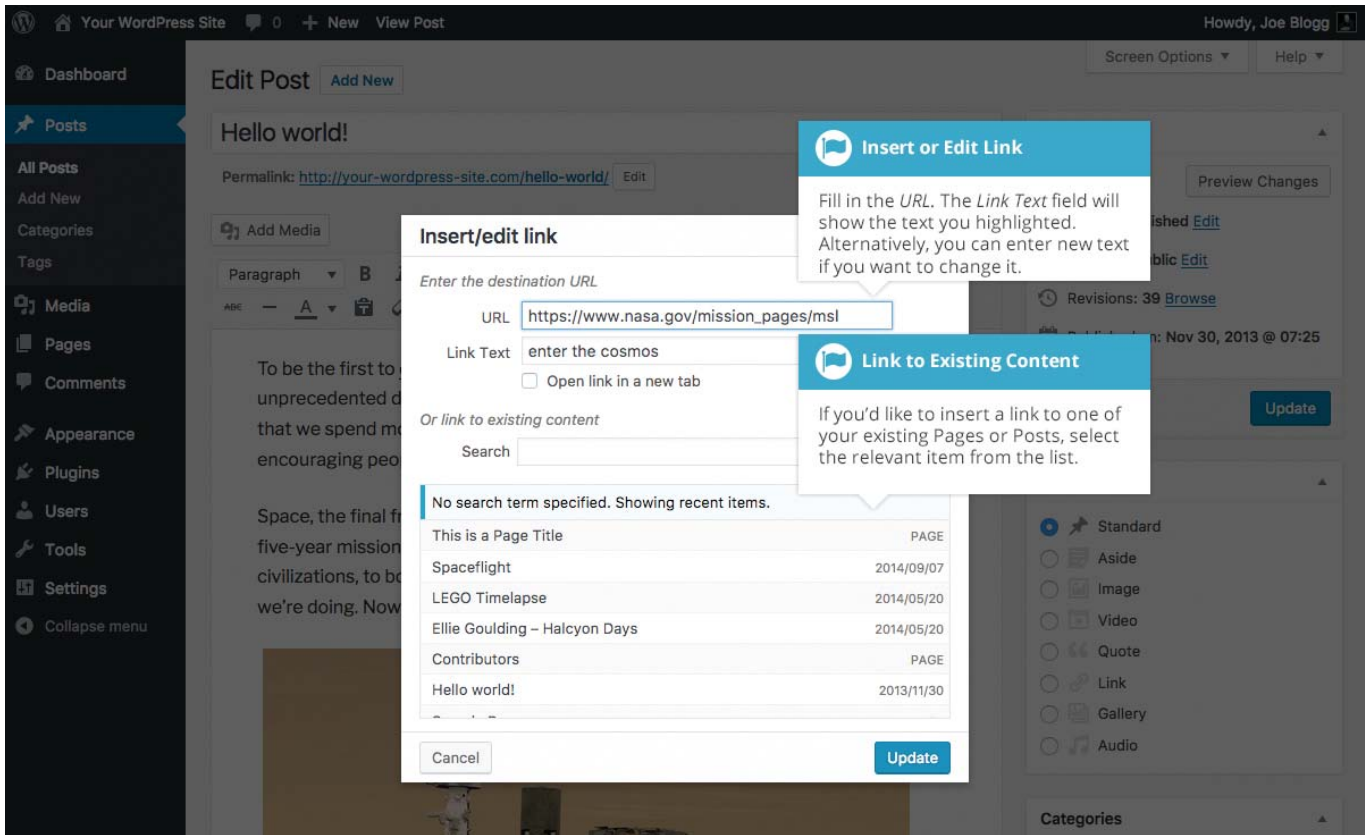 Your WordPress Site 0 + New View Post Howdy, Joe Blogg
Screen Options ▼ Help ▼
Dashboard
Posts
All Posts
Add New
Categories
Tags
Media
Pages
Comments
Appearance
Plugins
Users
Tools
Settings
Collapse menu
Edit Post Add New
Hello world!
Permalink: http://your-wordpress-site.com/hello-world/ Edit
Add Media
Paragraph B
ABC — A
To be the first to
unprecedented d
that we spend mo
encouraging peo
Space, the final fr
five-year mission
civilizations, to bo
we're doing. Now
Insert/edit link
Enter the destination URL
URL https://www.nasa.gov/mission_pages/msl
Link Text enter the cosmos
Open link in a new tab
Or link to existing content
Search
No search term specified. Showing recent items.
This is a Page Title PAGE
Spaceflight 2014/09/07
LEGO Timelapse 2014/05/20
Ellie Goulding – Halcyon Days 2014/05/20
Contributors PAGE
Hello world! 2013/11/30
Cancel Update
Insert or Edit Link
Fill in the URL. The Link Text field will
show the text you highlighted.
Alternatively, you can enter new text
if you want to change it.
Link to Existing Content
If you'd like to insert a link to one of
your existing Pages or Posts, select
the relevant item from the list.
Preview Changes
ished Edit
blic Edit
Revisions: 39 Browse
n: Nov 30, 2013 @ 07:25
Update
Standard
Aside
Image
Video
Quote
Link
Gallery
Audio
Categories